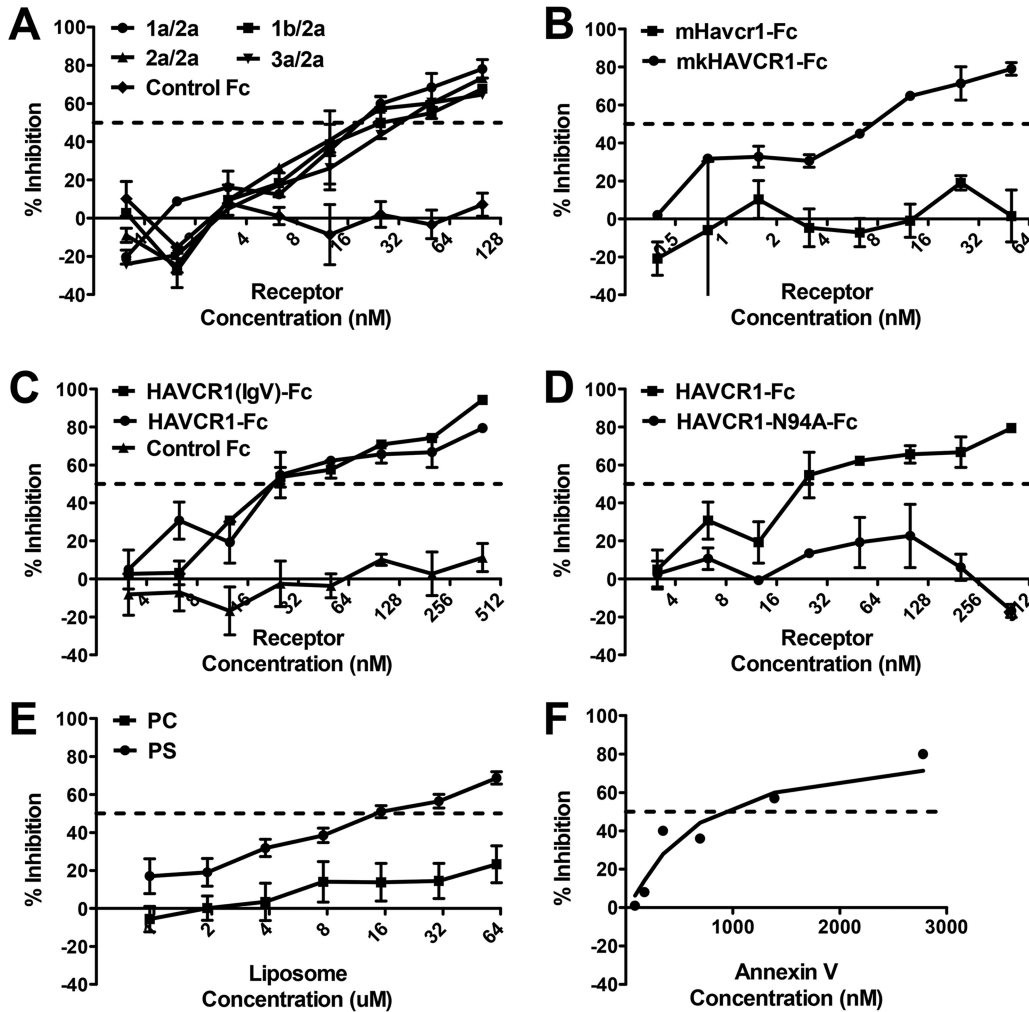 A
1a/2a 1b/2a
2a/2a 3a/2a
Control Fc
% Inhibition
100
80
60
40
20
0
-20
-40
4 8 16 32 64 128
Receptor
Concentration (nM)
B
mHavcr1-Fc
mkHAVCR1-Fc
% Inhibition
100
80
60
40
20
0
-20
-40
0.5 1 2 4 8 16 32 64
Receptor
Concentration (nM)
C
HAVCR1(IgV)-Fc
HAVCR1-Fc
Control Fc
% Inhibition
100
80
60
40
20
0
-20
-40
4 8 16 32 64 128 256 512
Receptor
Concentration (nM)
D
HAVCR1-Fc
HAVCR1-N94A-Fc
% Inhibition
100
80
60
40
20
0
-20
-40
4 8 16 32 64 128 256
Receptor
Concentration (nM)
E
PC
PS
% Inhibition
100
80
60
40
20
0
-20
-40
2 4 8 16 32 64
Liposome
Concentration (uM)
F
% Inhibition
100
80
60
40
20
0
-20
-40
1000 2000 3000
Annexin V
Concentration (nM)